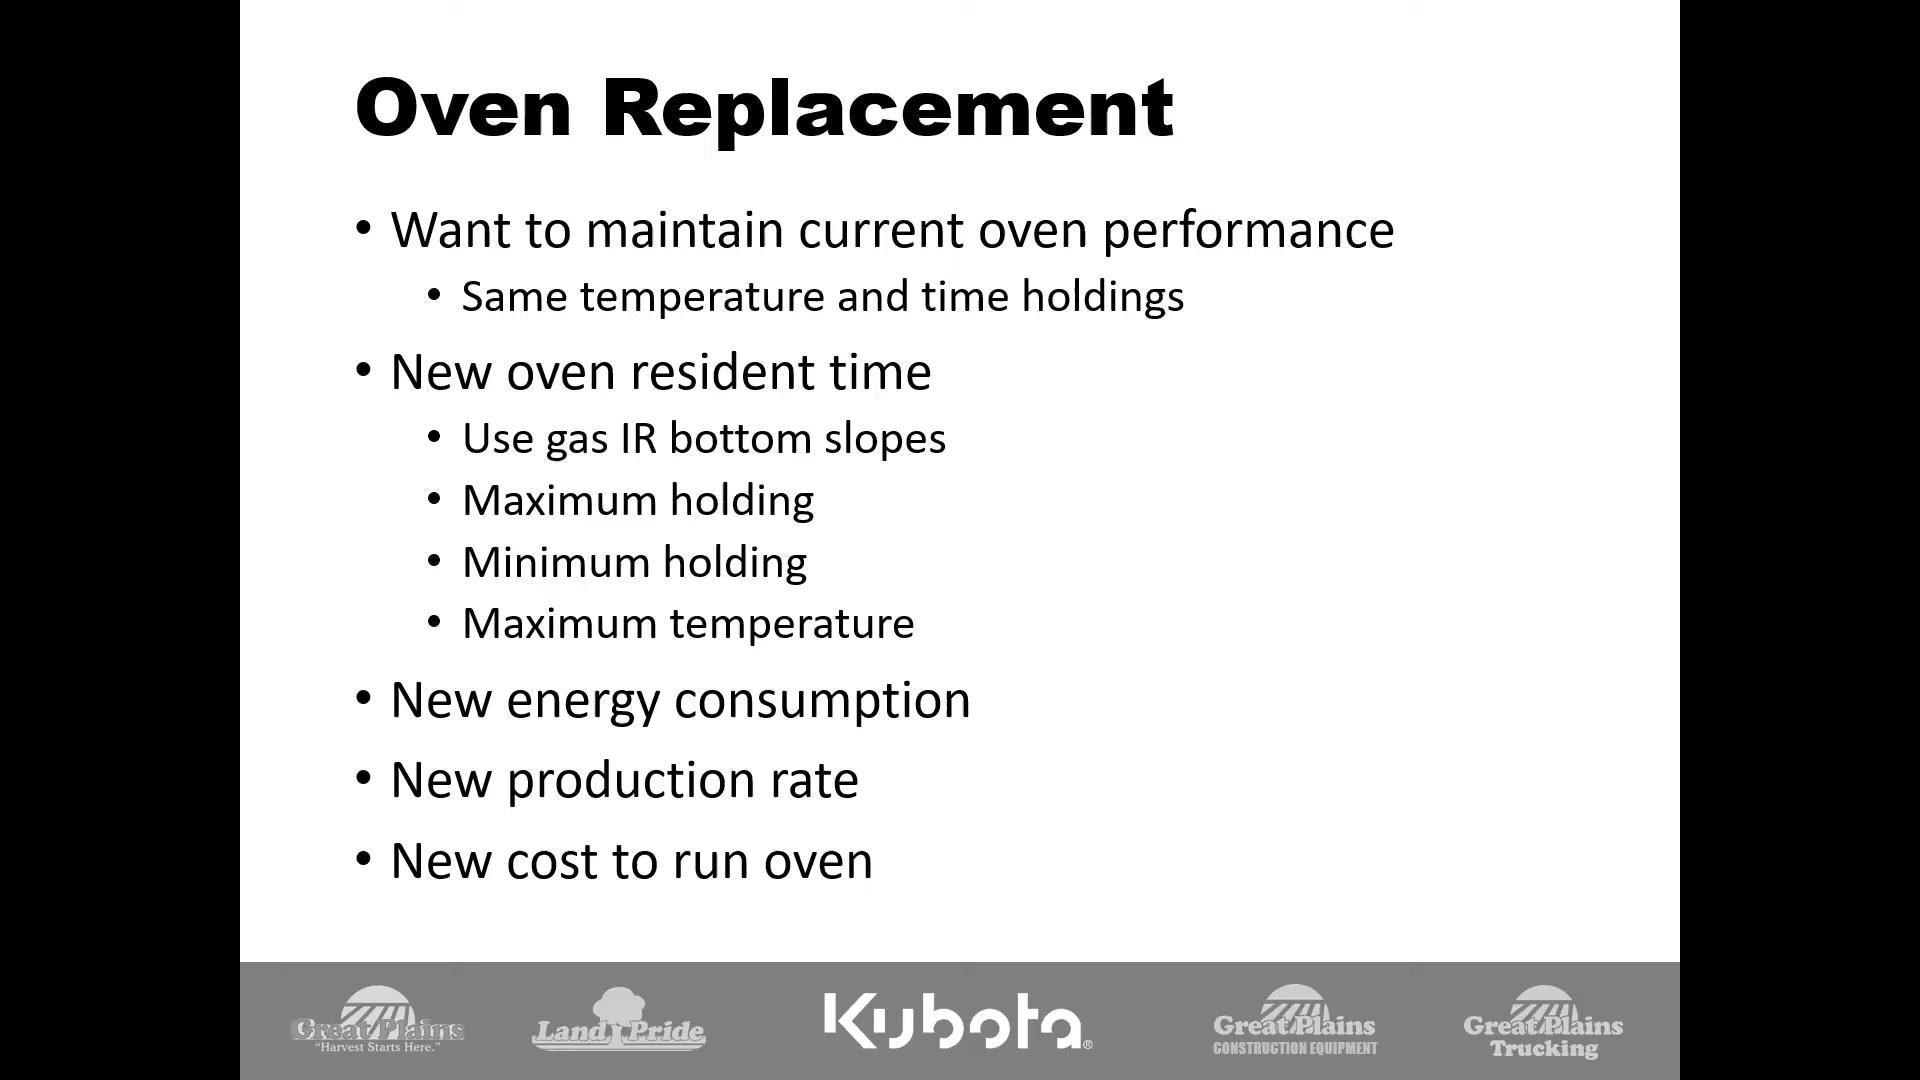 Oven Replacement
• Want to maintain current oven performance
• Same temperature and time holdings
• New oven resident time
• Use gas IR bottom slopes
• Maximum holding
• Minimum holding
• Maximum temperature
• New energy consumption
• New production rate
• New cost to run oven
Great Plains
"Harvest Starts Here."
Land Pride
Kubota®
Great Plains
CONSTRUCTION EQUIPMENT
Great Plains
Trucking